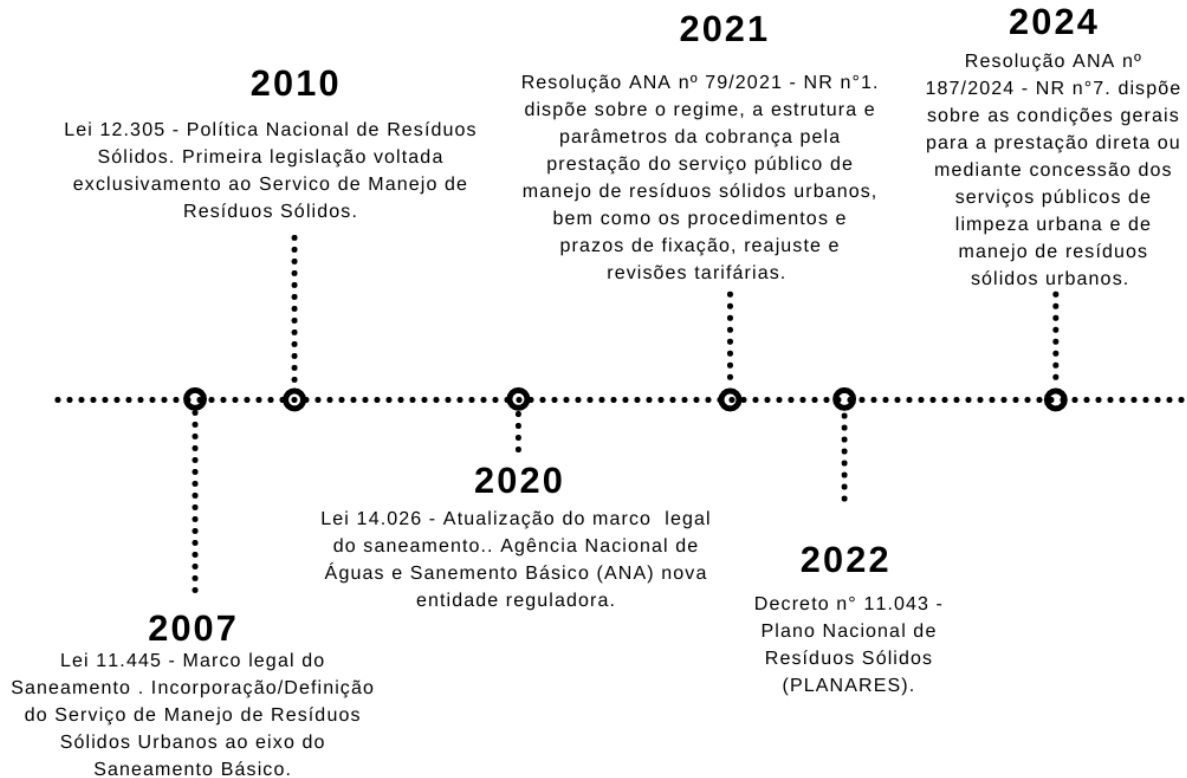 2007
Lei 11.445 - Marco legal do
Saneamento . Incorporação/Definição
do Serviço de Manejo de Resíduos
Sólidos Urbanos ao eixo do
Saneamento Básico.
2010
Lei 12.305 - Política Nacional de Resíduos
Sólidos. Primeira legislação voltada
exclusivamento ao Servico de Manejo de
Resíduos Sólidos.
2020
Lei 14.026 - Atualização do marco  legal
do saneamento.. Agência Nacional de
Águas e Sanemento Básico (ANA) nova
entidade reguladora.
2021
Resolução ANA nº 79/2021 - NR n°1.
dispõe sobre o regime, a estrutura e
parâmetros da cobrança pela
prestação do serviço público de
manejo de resíduos sólidos urbanos,
bem como os procedimentos e
prazos de fixação, reajuste e
revisões tarifárias.
2022
Decreto n° 11.043 -
Plano Nacional de
Resíduos Sólidos
(PLANARES).
2024
Resolução ANA nº
187/2024 - NR n°7. dispõe
sobre as condições gerais
para a prestação direta ou
mediante concessão dos
serviços públicos de
limpeza urbana e de
manejo de resíduos
sólidos urbanos.